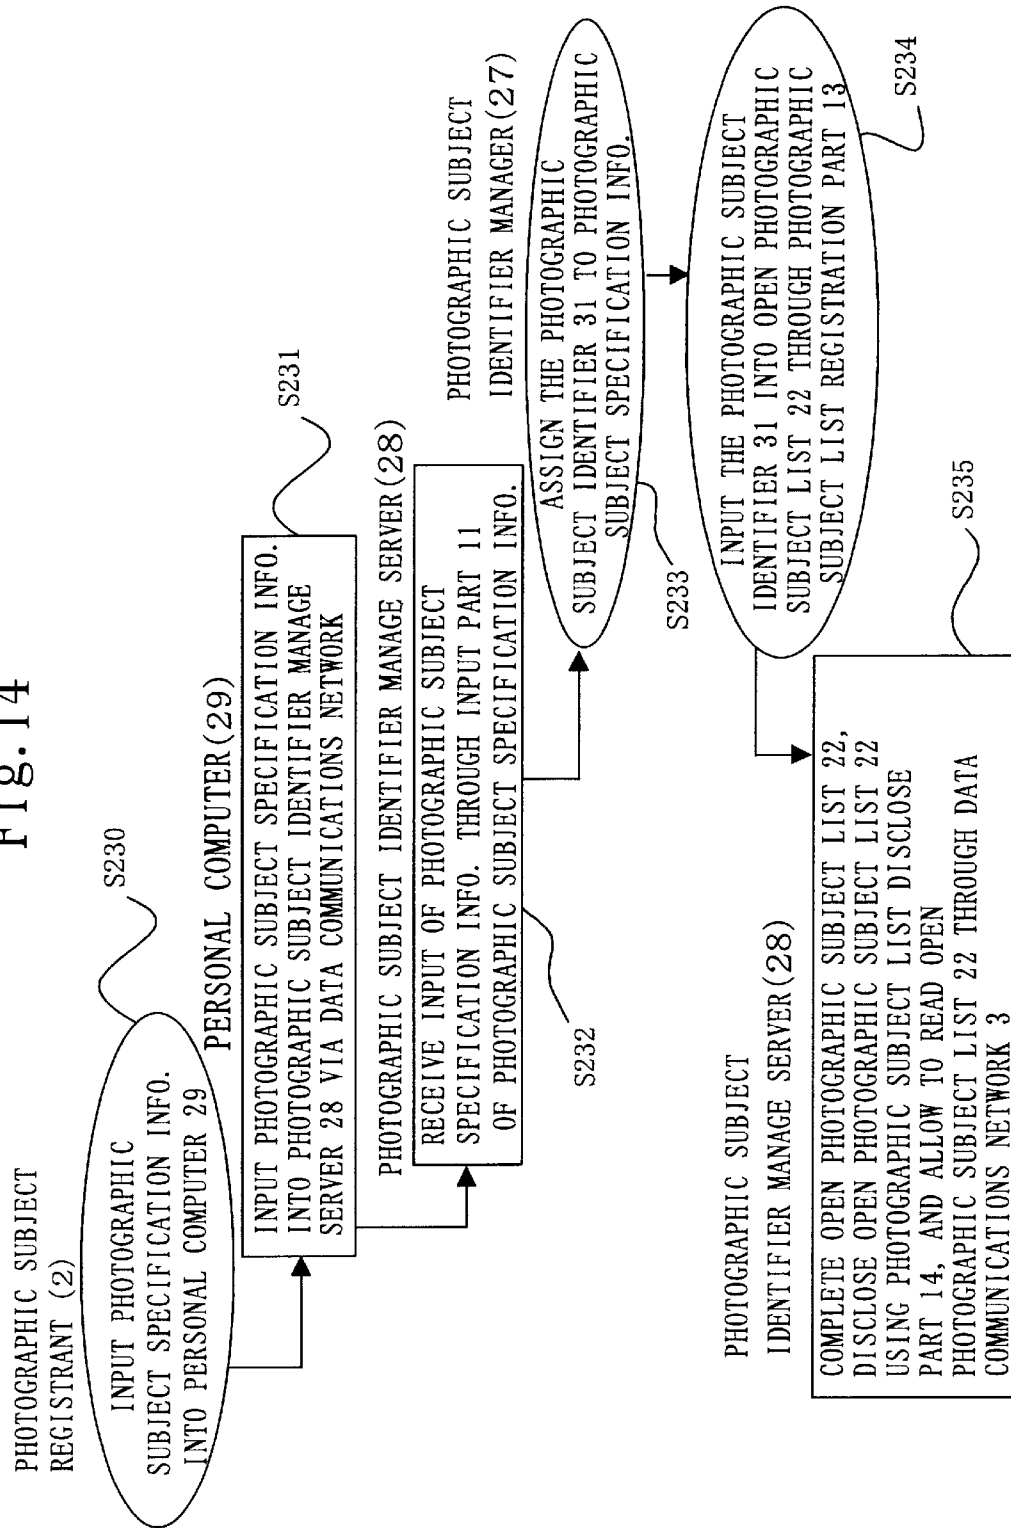 Fig.14
PHOTOGRAPHIC SUBJECT
REGISTRANT (2)
S230
INPUT PHOTOGRAPHIC
SUBJECT SPECIFICATION INFO.
INTO PERSONAL COMPUTER 29
PERSONAL COMPUTER(29)
S231
INPUT PHOTOGRAPHIC SUBJECT SPECIFICATION INFO.
INTO PHOTOGRAPHIC SUBJECT IDENTIFIER MANAGE
SERVER 28 VIA DATA COMMUNICATIONS NETWORK
PHOTOGRAPHIC SUBJECT IDENTIFIER MANAGE SERVER(28)
RECEIVE INPUT OF PHOTOGRAPHIC SUBJECT
SPECIFICATION INFO. THROUGH INPUT PART 11
OF PHOTOGRAPHIC SUBJECT SPECIFICATION INFO.
S232
PHOTOGRAPHIC SUBJECT
IDENTIFIER MANAGER(27)
ASSIGN THE PHOTOGRAPHIC
SUBJECT IDENTIFIER 31 TO PHOTOGRAPHIC
SUBJECT SPECIFICATION INFO.
S233
INPUT THE PHOTOGRAPHIC SUBJECT
IDENTIFIER 31 INTO OPEN PHOTOGRAPHIC
SUBJECT LIST 22 THROUGH PHOTOGRAPHIC
SUBJECT LIST REGISTRATION PART 13
S234
PHOTOGRAPHIC SUBJECT
IDENTIFIER MANAGE SERVER(28)
S235
COMPLETE OPEN PHOTOGRAPHIC SUBJECT LIST 22,
DISCLOSE OPEN PHOTOGRAPHIC SUBJECT LIST 22
USING PHOTOGRAPHIC SUBJECT LIST DISCLOSE
PART 14, AND ALLOW TO READ OPEN
PHOTOGRAPHIC SUBJECT LIST 22 THROUGH DATA
COMMUNICATIONS NETWORK 3